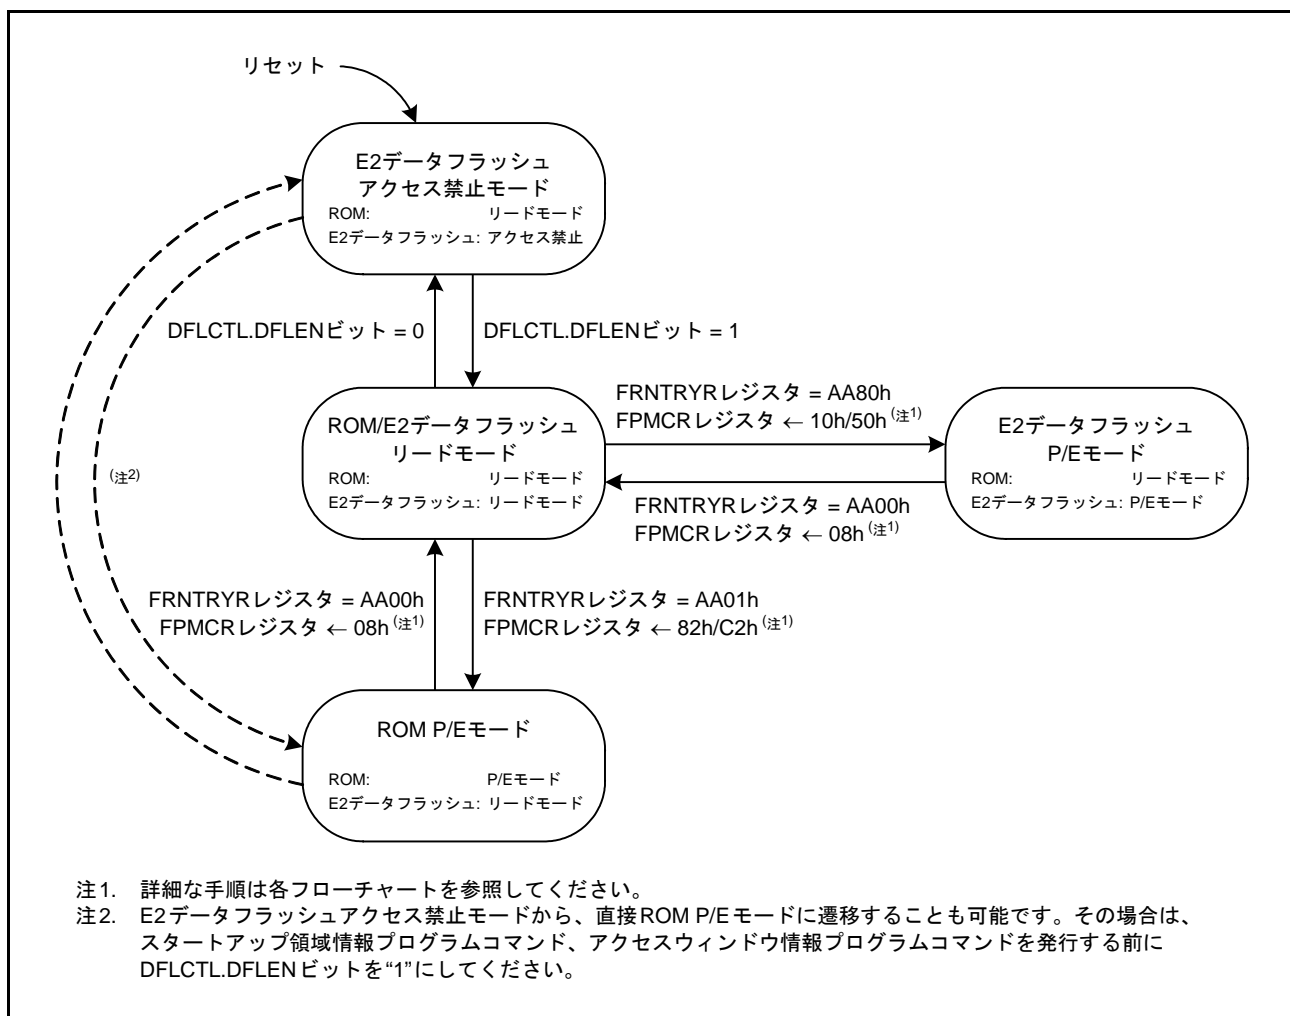 リセット
E2データフラッシュ
アクセス禁止モード
ROM: リードモード
E2データフラッシュ: アクセス禁止
DFLCTL.DFLENビット = 0
DFLCTL.DFLENビット = 1
ROM/E2データフラッシュ
リードモード
ROM: リードモード
E2データフラッシュ: リードモード
FRNTRYRレジスタ = AA80h
FPMCRレジスタ ← 10h/50h (注1)
E2データフラッシュ
P/Eモード
ROM: リードモード
E2データフラッシュ: P/Eモード
FRNTRYRレジスタ = AA00h
FPMCRレジスタ ← 08h (注1)
(注2)
FRNTRYRレジスタ = AA00h
FPMCRレジスタ ← 08h (注1)
FRNTRYRレジスタ = AA01h
FPMCRレジスタ ← 82h/C2h (注1)
ROM P/Eモード
ROM: P/Eモード
E2データフラッシュ: リードモード
注1. 詳細な手順は各フローチャートを参照してください。
注2. E2データフラッシュアクセス禁止モードから、直接ROM P/Eモードに遷移することも可能です。その場合は、
スタートアップ領域情報プログラムコマンド、アクセスウィンドウ情報プログラムコマンドを発行する前に
DFLCTL.DFLENビットを“1”にしてください。